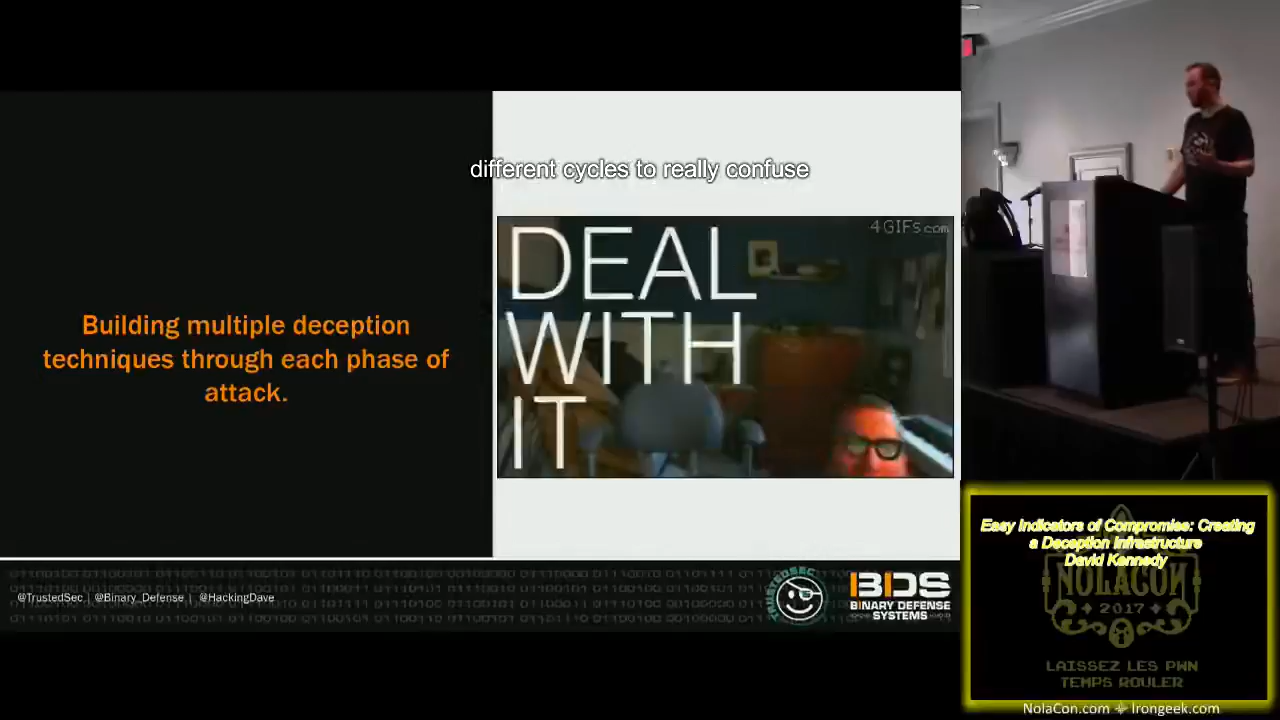 different cycles to really confuse
Building multiple deception
techniques through each phase of
attack.
4GIFs.com
DEAL
WITH
IT
@TrustedSec | @Binary_Defense | @HackingDave
TRUSTEDSEC
BDS
BINARY DEFENSE
SYSTEMS
Easy Indicators of Compromise: Creating
a Deception Infrastructure
David Kennedy
NOLACON
2017
LAISSEZ LES PWN
TEMPS ROULER
NolaCon.com Irongeek.com